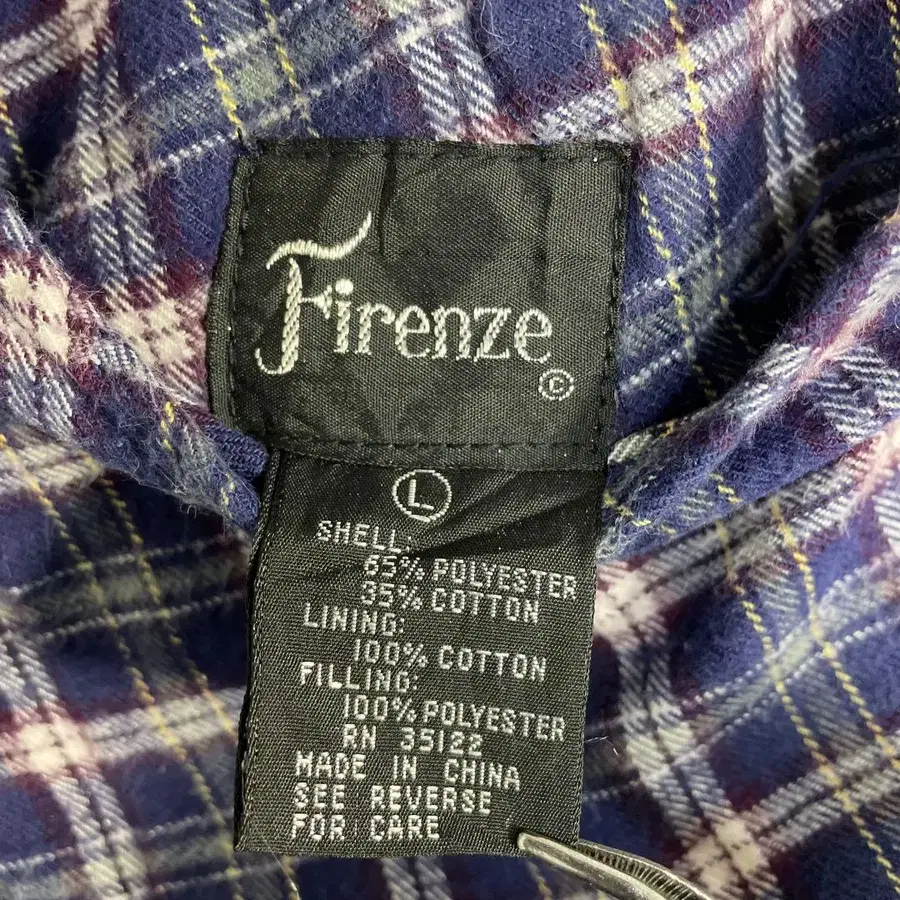 Firenze
©
L
SHELL:
65% POLYESTER
35% COTTON
LINING:
100% COTTON
FILLING:
100% POLYESTER
RN 35122
MADE IN CHINA
SEE REVERSE
FOR CARE